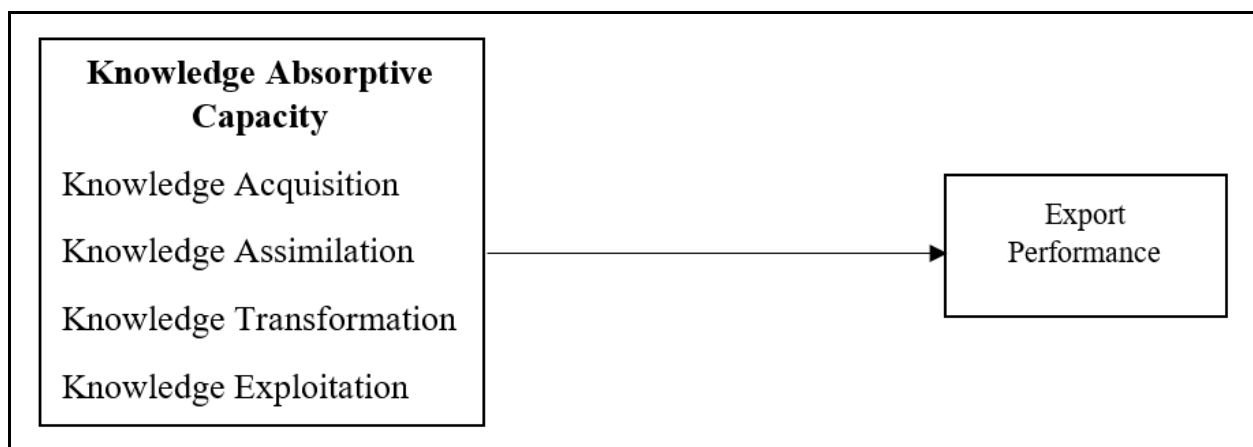 Knowledge Absorptive
Capacity
Knowledge Acquisition
Knowledge Assimilation
Knowledge Transformation
Knowledge Exploitation
Export
Performance